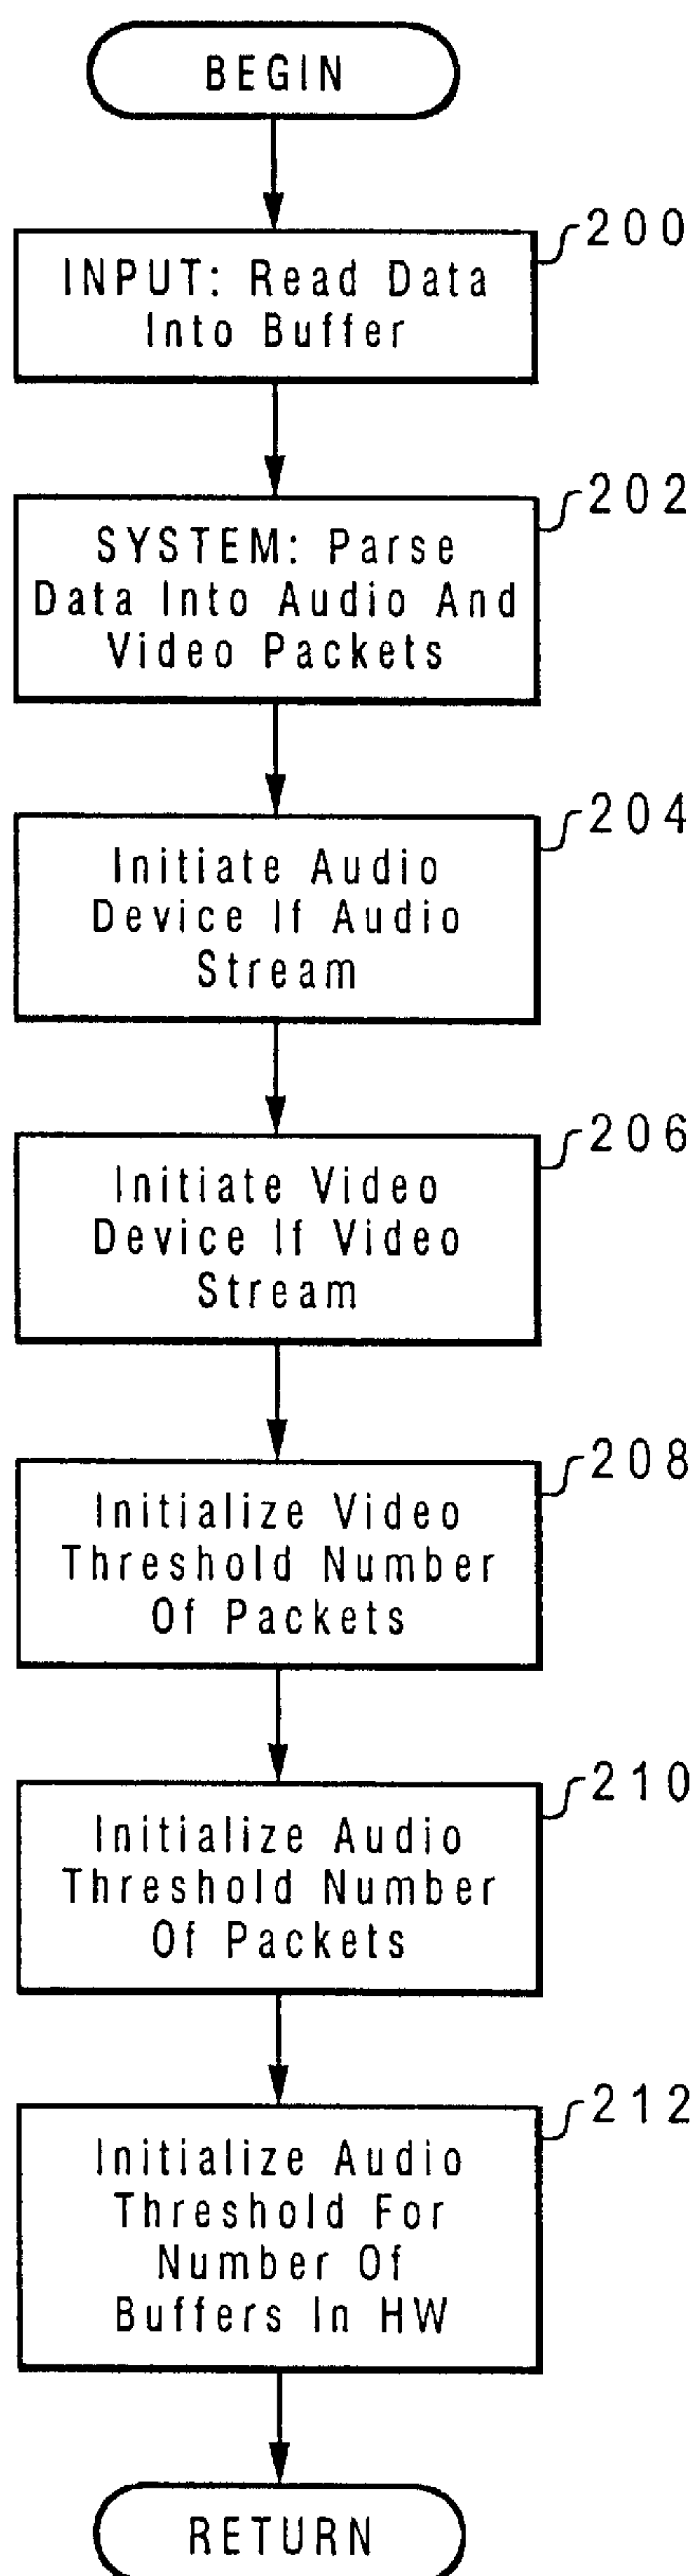 BEGIN
200
INPUT: Read Data
Into Buffer
202
SYSTEM: Parse
Data Into Audio And
Video Packets
204
Initiate Audio
Device If Audio
Stream
206
Initiate Video
Device If Video
Stream
208
Initialize Video
Threshold Number
Of Packets
210
Initialize Audio
Threshold Number
Of Packets
212
Initialize Audio
Threshold For
Number Of
Buffers In HW
RETURN